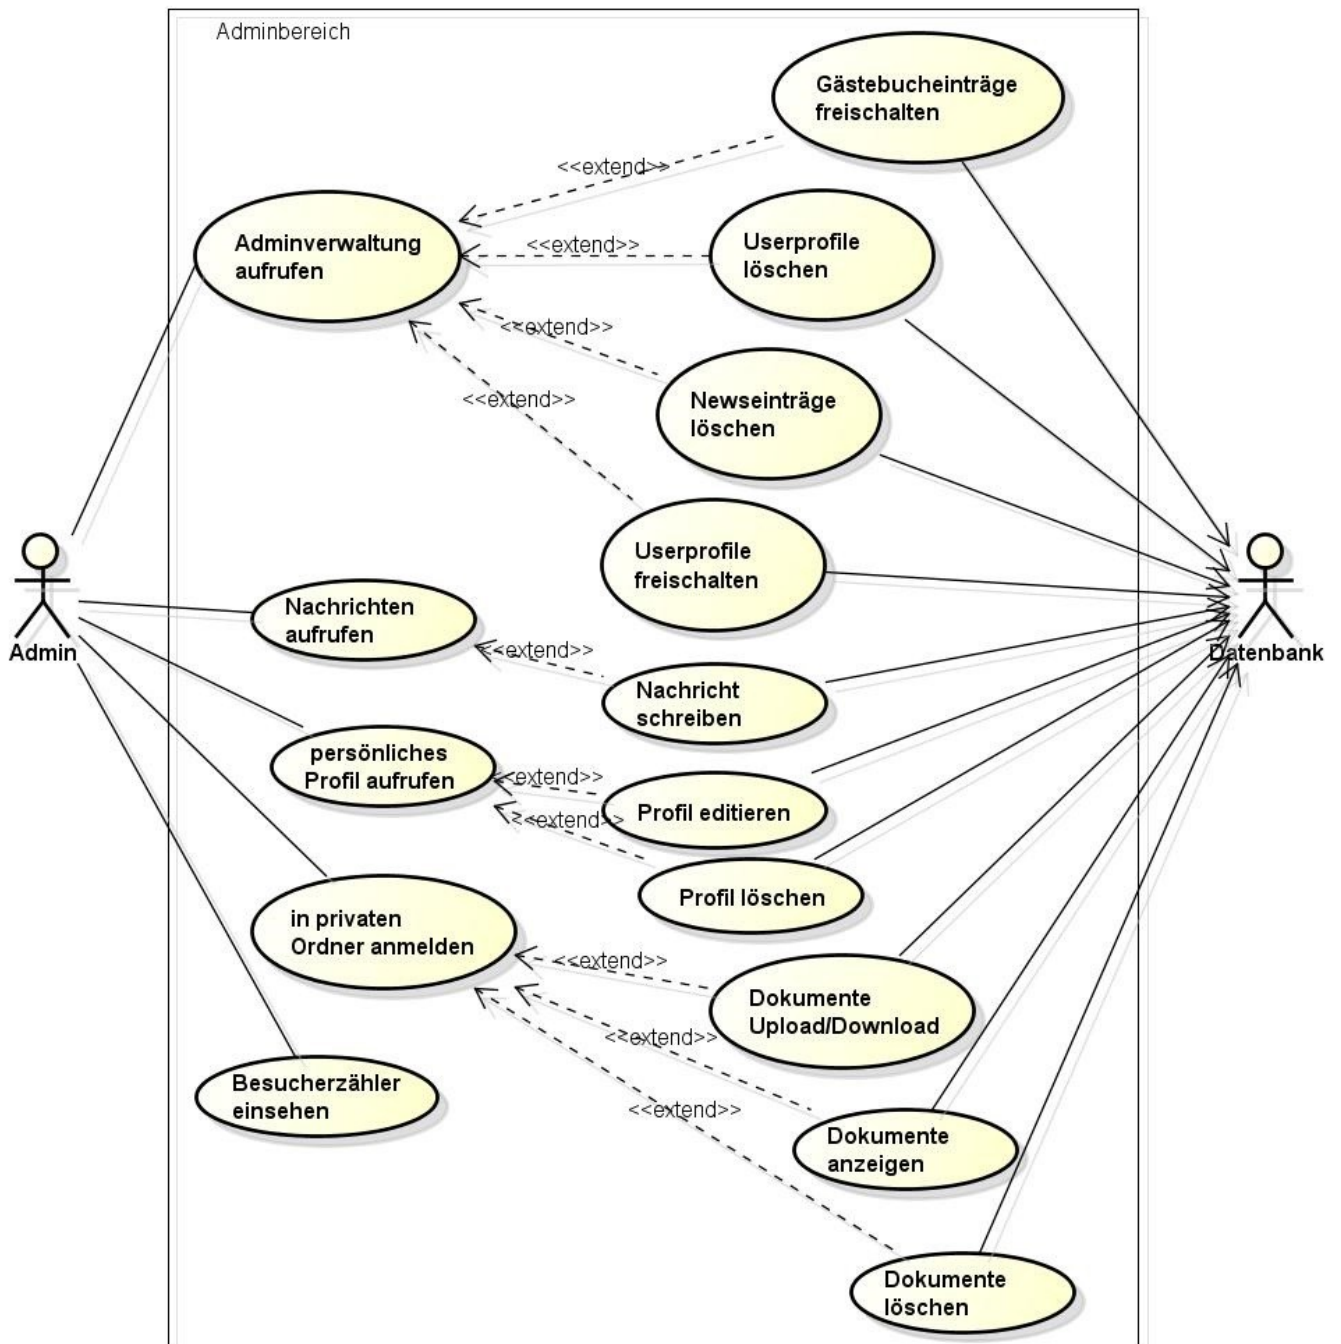 Adminbereich
Gästebucheinträge
freischalten
<<extend>>
Adminverwaltung
aufrufen
<<extend>>
Userprofile
löschen
<<extend>>
Newseinträge
löschen
<<extend>>
Userprofile
freischalten
Admin
Datenbank
Nachrichten
aufrufen
<<extend>>
Nachricht
schreiben
persönliches
Profil aufrufen
<<extend>>
Profil editieren
<<extend>>
Profil löschen
in privaten
Ordner anmelden
<<extend>>
Dokumente
Upload/Download
<<extend>>
Besucherzähler
einsehen
<<extend>>
Dokumente
anzeigen
Dokumente
löschen